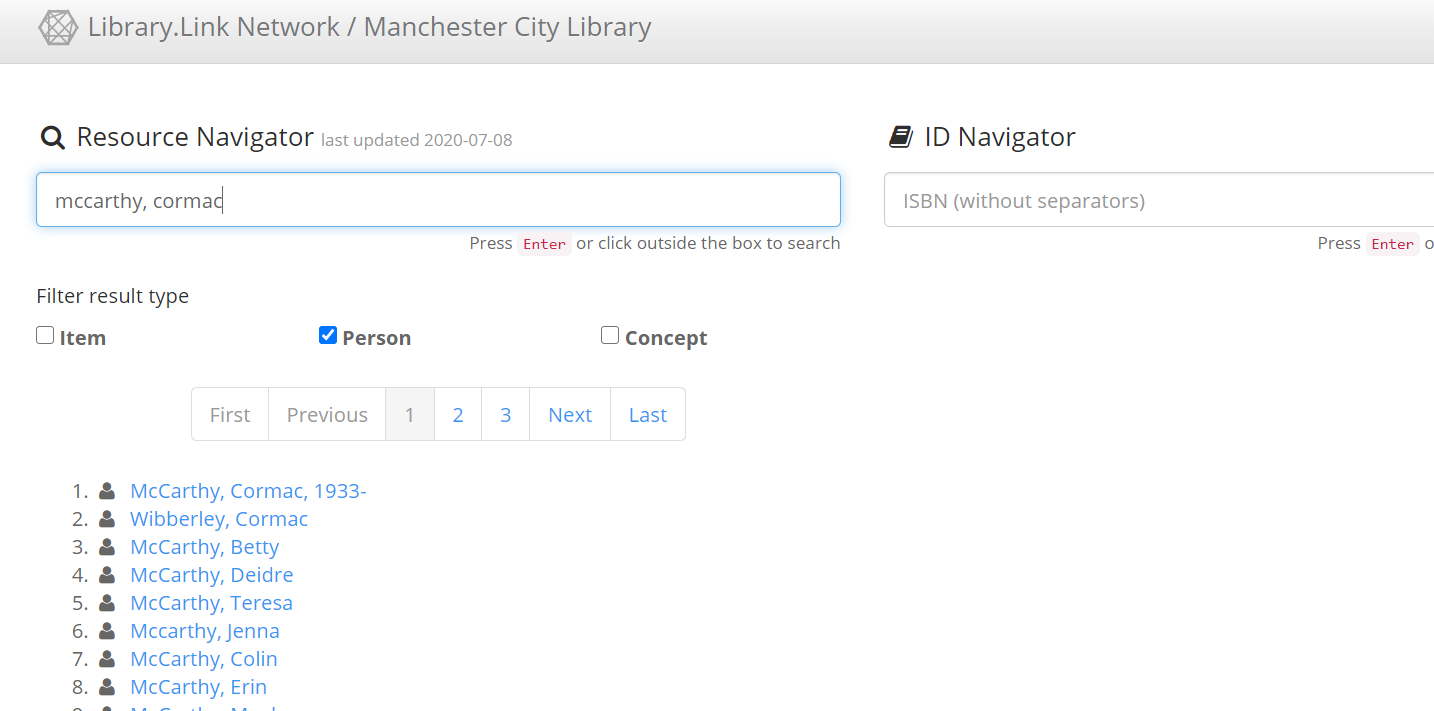 Library.Link Network / Manchester City Library
Resource Navigator last updated 2020-07-08
mccarthy, cormac
Press Enter or click outside the box to search
Filter result type
Item
Person
Concept
First Previous 1 2 3 Next Last
1. McCarthy, Cormac, 1933-
2. Wibberley, Cormac
3. McCarthy, Betty
4. McCarthy, Deidre
5. McCarthy, Teresa
6. Mccarthy, Jenna
7. McCarthy, Colin
8. McCarthy, Erin
ID Navigator
ISBN (without separators)
Press Enter o